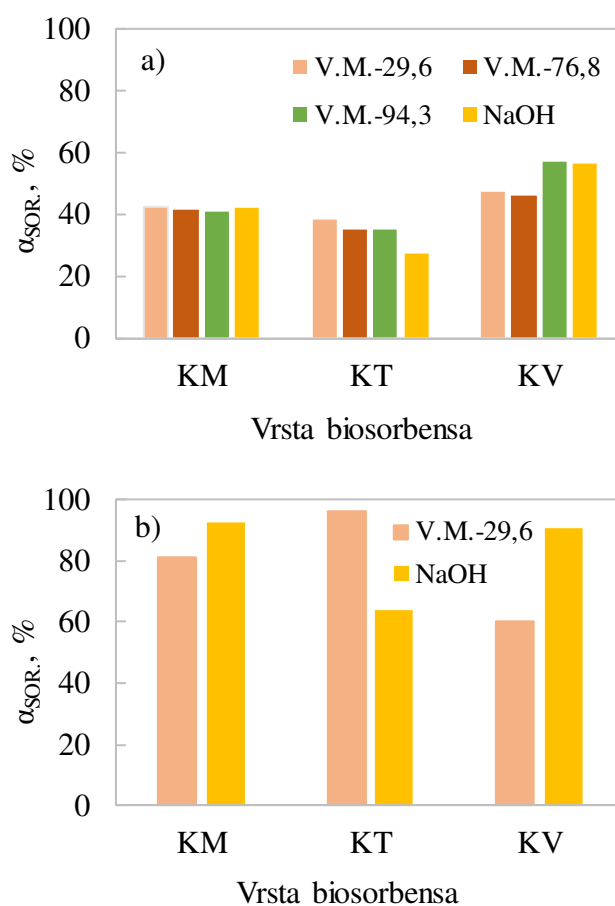 a)
V.M.-29,6
V.M.-76,8
V.M.-94,3
NaOH
100
80
60
40
20
0
αSOR., %
KM KT KV
Vrsta biosorbensa
b)
V.M.-29,6
NaOH
100
80
60
40
20
0
αSOR., %
KM KT KV
Vrsta biosorbensa